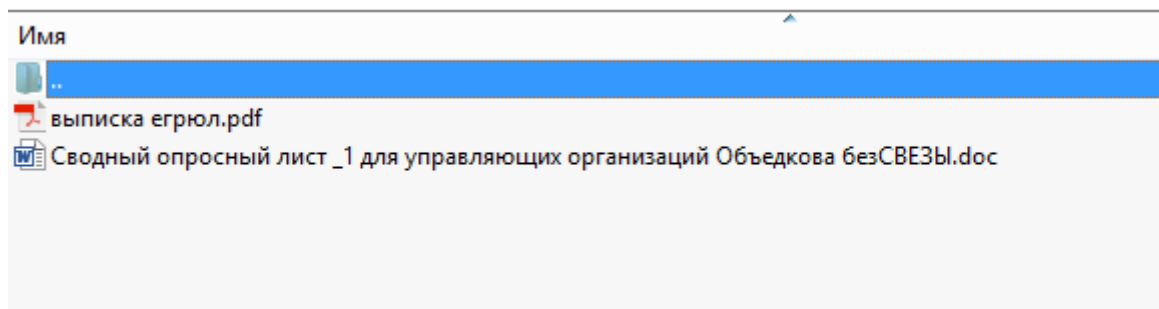 Имя
..
выписка егрюл.pdf
Сводный опросный лист _1 для управляющих организаций Объедкова безСВЕЗЫ.doc